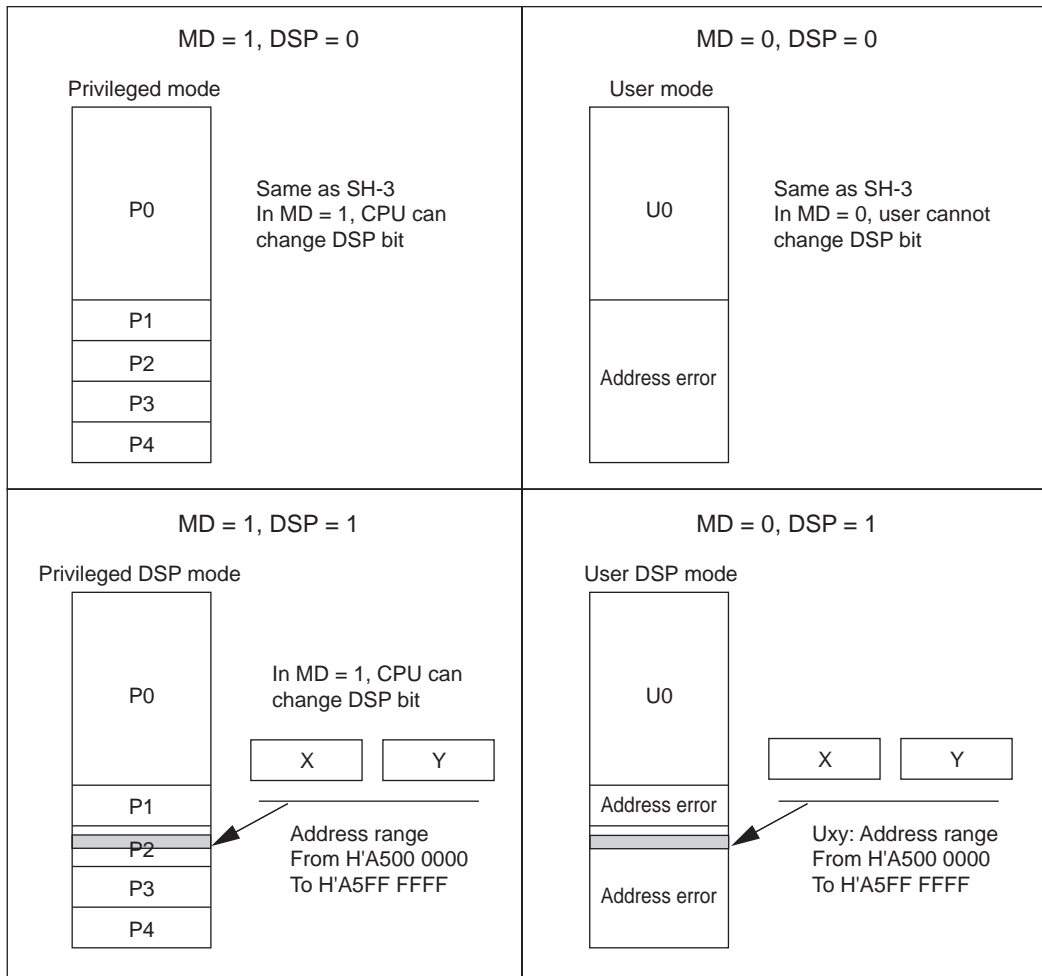 MD = 1, DSP = 0
Privileged mode
P0
Same as SH-3
In MD = 1, CPU can
change DSP bit
P1
P2
P3
P4
MD = 0, DSP = 0
User mode
U0
Same as SH-3
In MD = 0, user cannot
change DSP bit
Address error
MD = 1, DSP = 1
Privileged DSP mode
P0
In MD = 1, CPU can
change DSP bit
X
Y
P1
P2
P3
P4
Address range
From H'A500 0000
To H'A5FF FFFF
MD = 0, DSP = 1
User DSP mode
U0
X
Y
Address error
Uxy: Address range
From H'A500 0000
To H'A5FF FFFF
Address error